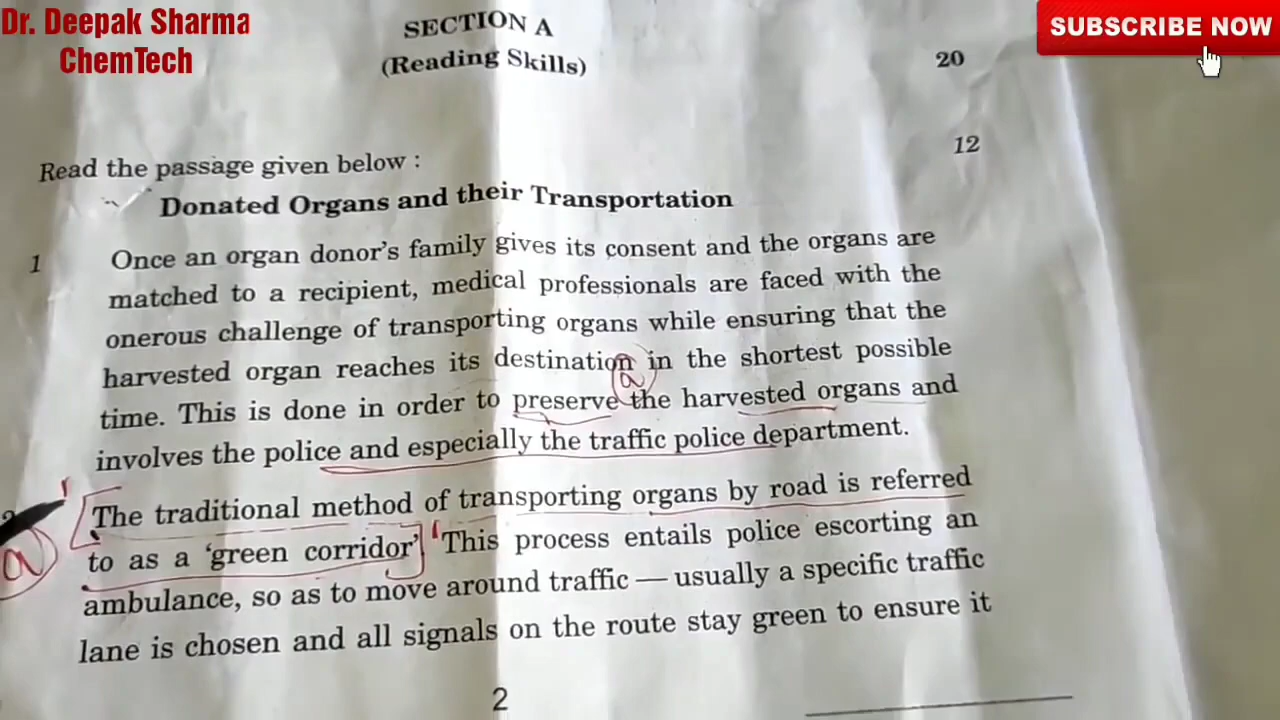 Dr. Deepak Sharma
ChemTech
SUBSCRIBE NOW
SECTION A
(Reading Skills)
20
Read the passage given below :
12
Donated Organs and their Transportation
1
Once an organ donor's family gives its consent and the organs are
matched to a recipient, medical professionals are faced with the
onerous challenge of transporting organs while ensuring that the
harvested organ reaches its destination in the shortest possible
a
time. This is done in order to preserve the harvested organs and
involves the police and especially the traffic police department.
The traditional method of transporting organs by road is referred
to as a 'green corridor'. This process entails police escorting an
a
ambulance, so as to move around traffic — usually a specific traffic
lane is chosen and all signals on the route stay green to ensure it
2